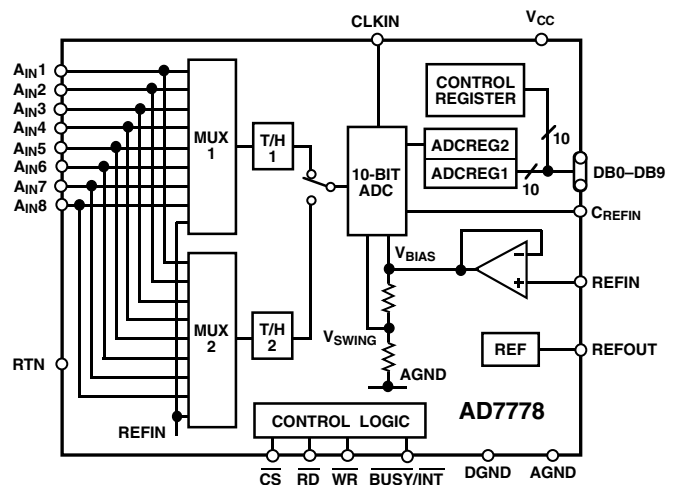 CLKIN
VCC
AIN1
AIN2
AIN3
AIN4
AIN5
AIN6
AIN7
AIN8
MUX
1
T/H
1
10-BIT
ADC
CONTROL
REGISTER
10
ADCREG2
ADCREG1
10
DB0–DB9
CREFIN
VBIAS
–
+
REFIN
MUX
2
T/H
2
VSWING
REF
REFOUT
RTN
AGND
REFIN
CONTROL LOGIC
AD7778
CS
RD
WR
BUSY/INT
DGND
AGND